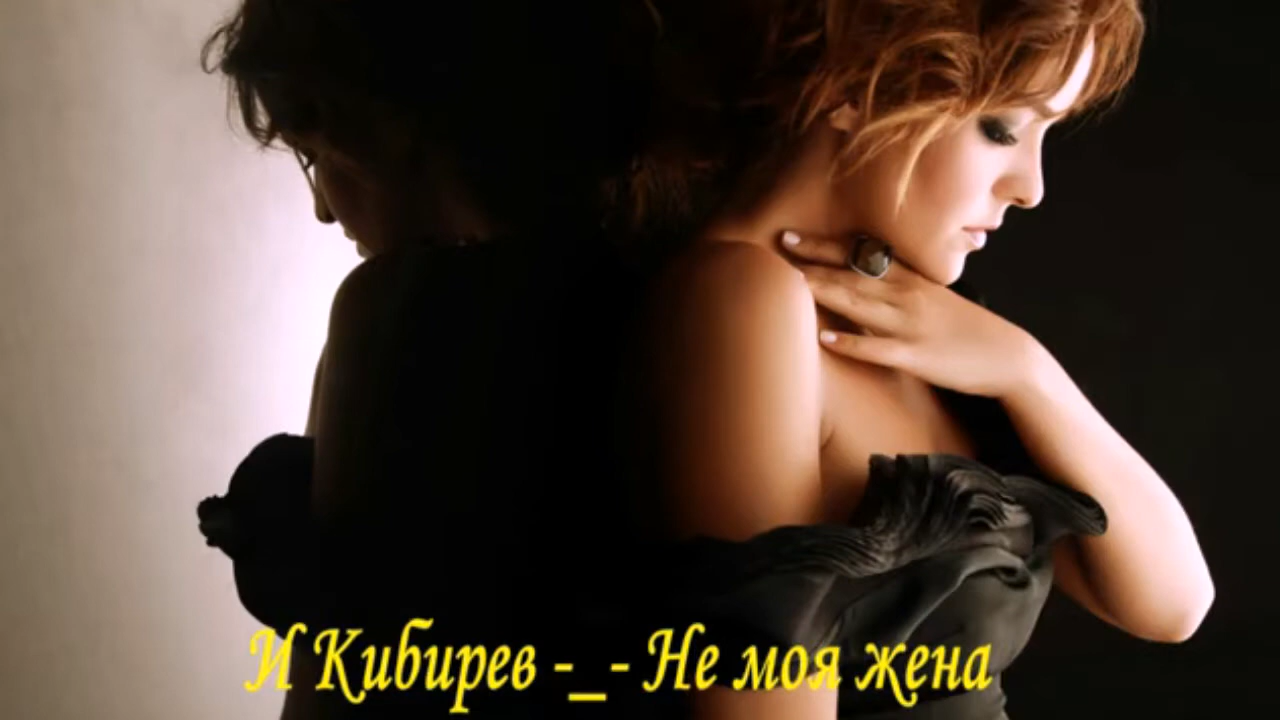 И Кибирев -_- Не моя жена